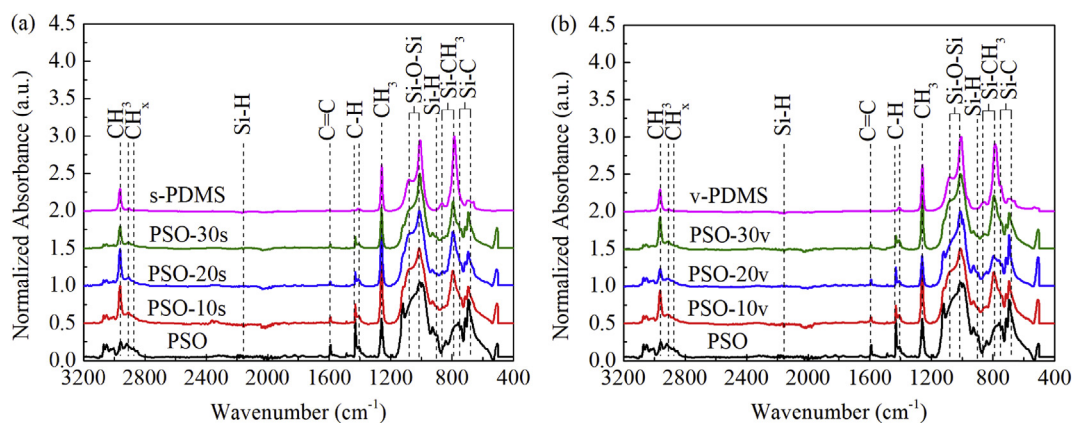 (a)
Normalized Absorbance (a.u.)
4.5
4.0
3.5
3.0
2.5
2.0
1.5
1.0
0.5
0.0
CH3
CHx
Si-H
C=C
C-H
CH3
Si-O-Si
Si-H
Si-CH3
Si-C
s-PDMS
PSO-30s
PSO-20s
PSO-10s
PSO
3200 2800 2400 2000 1600 1200 800 400
Wavenumber (cm-1)
(b)
Normalized Absorbance (a.u.)
4.5
4.0
3.5
3.0
2.5
2.0
1.5
1.0
0.5
0.0
CH3
CHx
Si-H
C=C
C-H
CH3
Si-O-Si
Si-H
Si-CH3
Si-C
v-PDMS
PSO-30v
PSO-20v
PSO-10v
PSO
3200 2800 2400 2000 1600 1200 800 400
Wavenumber (cm-1)